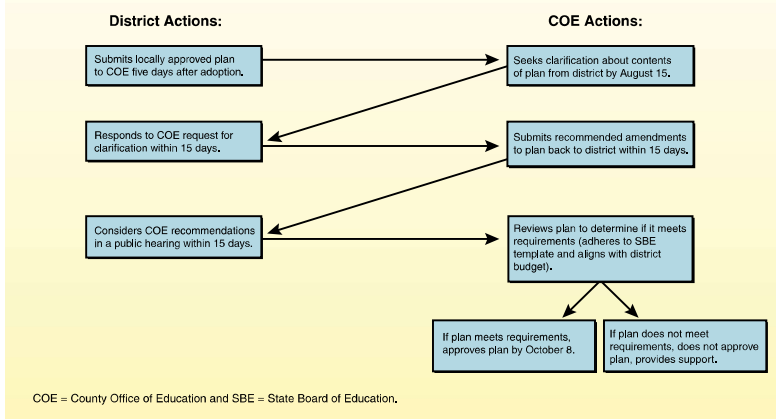 District Actions:
COE Actions:
Submits locally approved plan
to COE five days after adoption.
Seeks clarification about contents
of plan from district by August 15.
Responds to COE request for
clarification within 15 days.
Submits recommended amendments
to plan back to district within 15 days.
Considers COE recommendations
in a public hearing within 15 days.
Reviews plan to determine if it meets
requirements (adheres to SBE
template and aligns with district
budget).
If plan meets requirements,
approves plan by October 8.
If plan does not meet
requirements, does not approve
plan, provides support.
COE = County Office of Education and SBE = State Board of Education.